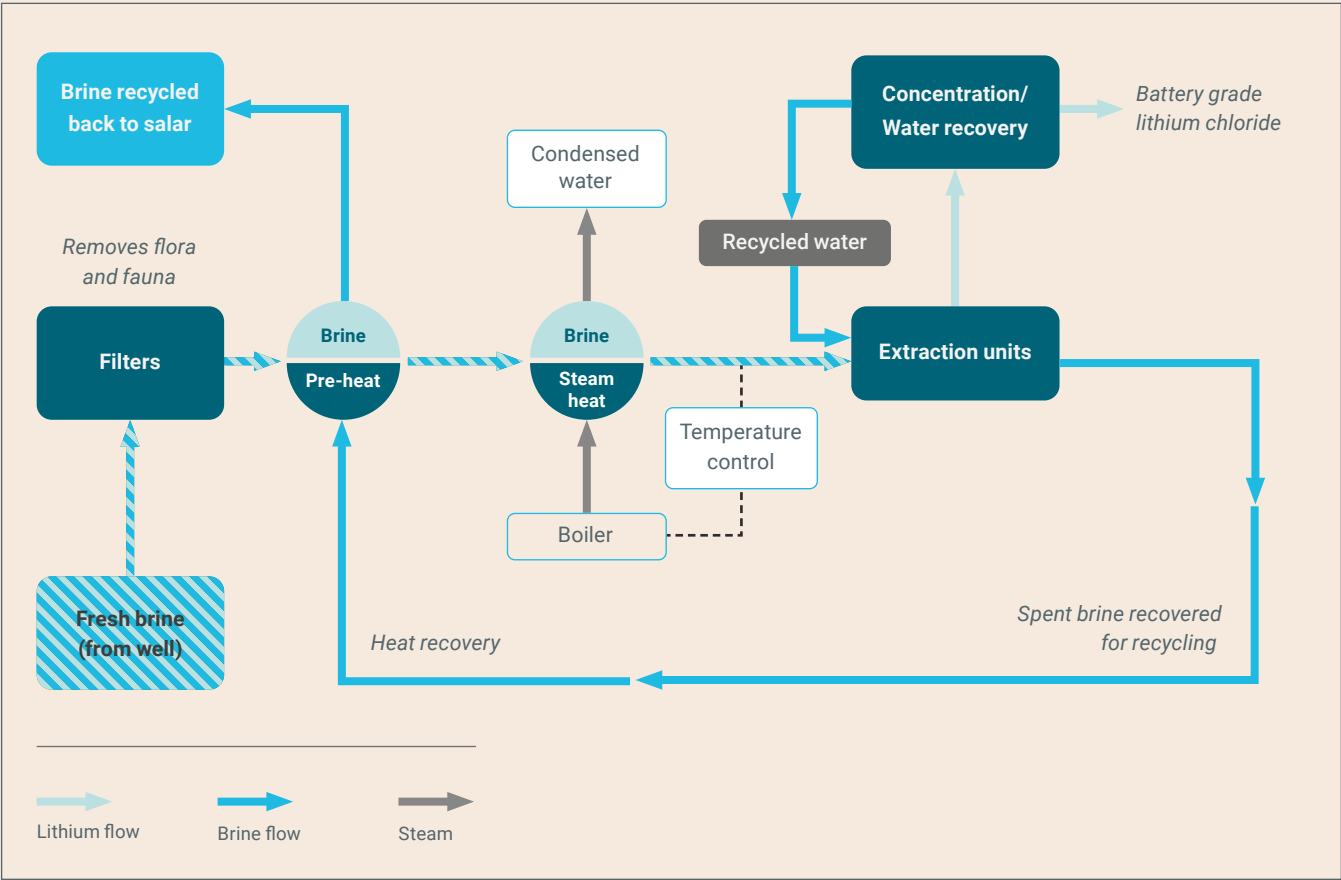 Brine recycled
back to salar
Concentration/
Water recovery
Battery grade
lithium chloride
Condensed
water
Recycled water
Removes flora
and fauna
Filters
Brine
Pre-heat
Brine
Steam
heat
Extraction units
Temperature
control
Boiler
Fresh brine
(from well)
Heat recovery
Spent brine recovered
for recycling
Lithium flow
Brine flow
Steam